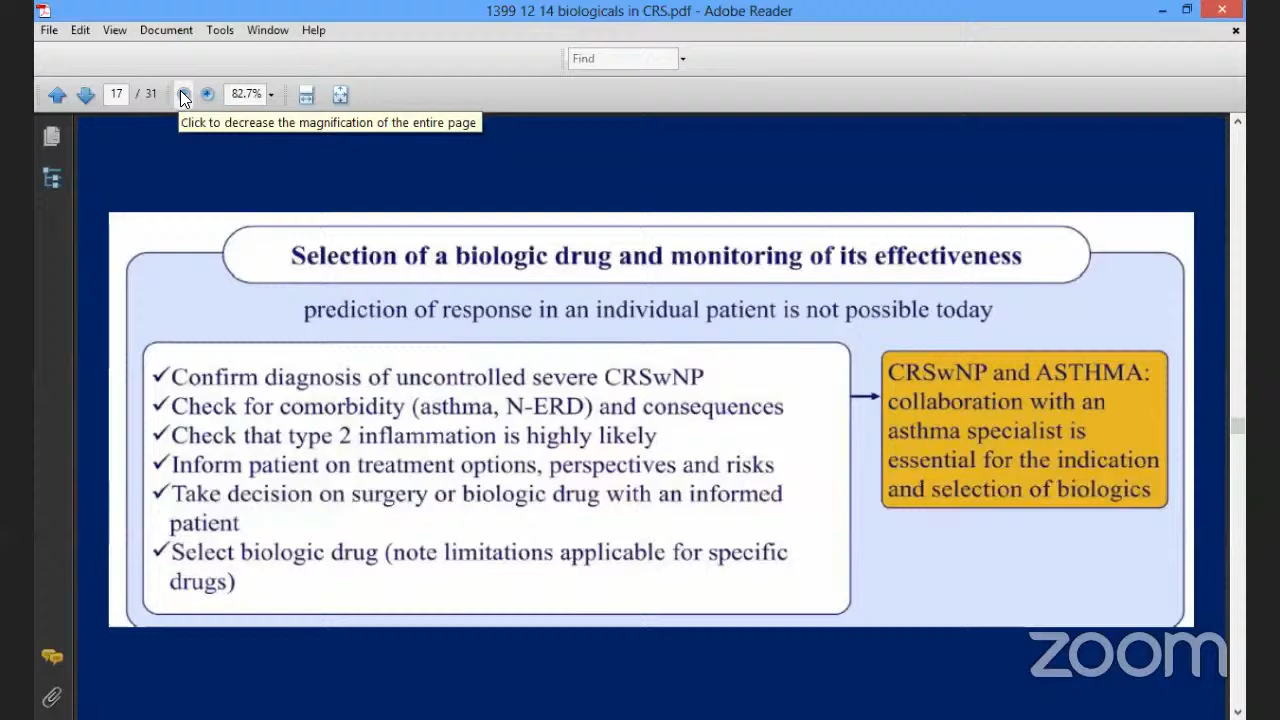 1399 12 14 biologicals in CRS.pdf - Adobe Reader
File Edit View Document Tools Window Help
Find
17 / 31 82.7%
Click to decrease the magnification of the entire page
Selection of a biologic drug and monitoring of its effectiveness
prediction of response in an individual patient is not possible today
✓Confirm diagnosis of uncontrolled severe CRSwNP
✓Check for comorbidity (asthma, N-ERD) and consequences
✓Check that type 2 inflammation is highly likely
✓Inform patient on treatment options, perspectives and risks
✓Take decision on surgery or biologic drug with an informed
patient
✓Select biologic drug (note limitations applicable for specific
drugs)
CRSwNP and ASTHMA:
collaboration with an
asthma specialist is
essential for the indication
and selection of biologics
zoom